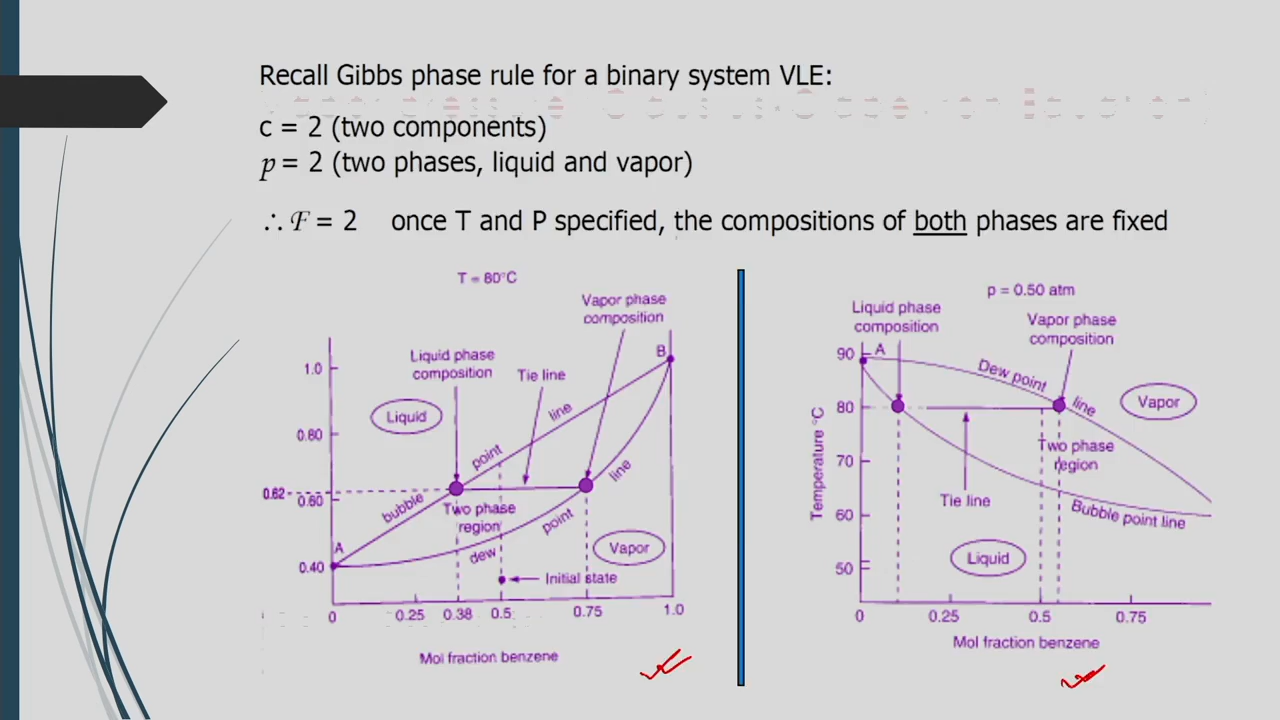 Recall Gibbs phase rule for a binary system VLE:
c = 2 (two components)
p = 2 (two phases, liquid and vapor)
∴ ℱ = 2 once T and P specified, the compositions of both phases are fixed
T = 80°C
Vapor phase
composition
Liquid phase
composition
Tie line
B
1.0
Liquid
line
0.80
point
0.62
0.60
bubble
Two phase
region
line
point
dew
Vapor
A
0.40
Initial state
0 0.25 0.38 0.5 0.75 1.0
Mol fraction benzene
p = 0.50 atm
Liquid phase
composition
Vapor phase
composition
90
A
Dew point
line
Vapor
80
Two phase
region
70
Tie line
Temperature °C
60
Bubble point line
Liquid
50
0 0.25 0.5 0.75
Mol fraction benzene